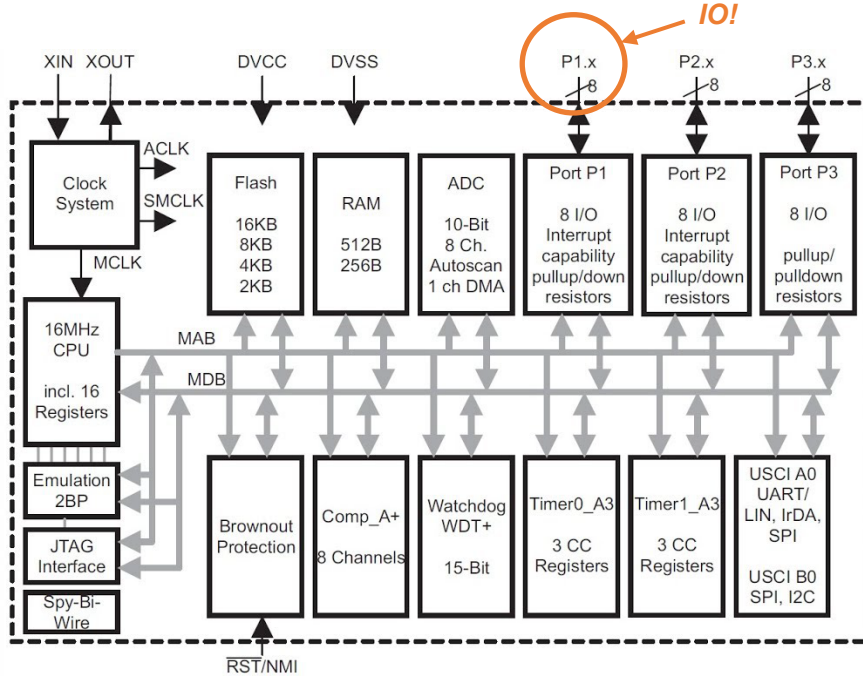 IO!
XIN
XOUT
DVCC
DVSS
P1.x
P2.x
P3.x
8
8
8
Clock
System
ACLK
SMCLK
MCLK
Flash
16KB
8KB
4KB
2KB
RAM
512B
256B
ADC
10-Bit
8 Ch.
Autoscan
1 ch DMA
Port P1
8 I/O
Interrupt
capability
pullup/down
resistors
Port P2
8 I/O
Interrupt
capability
pullup/down
resistors
Port P3
8 I/O
pullup/
pulldown
resistors
16MHz
CPU
incl. 16
Registers
MAB
MDB
Emulation
2BP
JTAG
Interface
Spy-Bi-
Wire
Brownout
Protection
Comp_A+
8 Channels
Watchdog
WDT+
15-Bit
Timer0_A3
3 CC
Registers
Timer1_A3
3 CC
Registers
USCI A0
UART/
LIN, IrDA,
SPI
USCI B0
SPI, I2C
RST/NMI